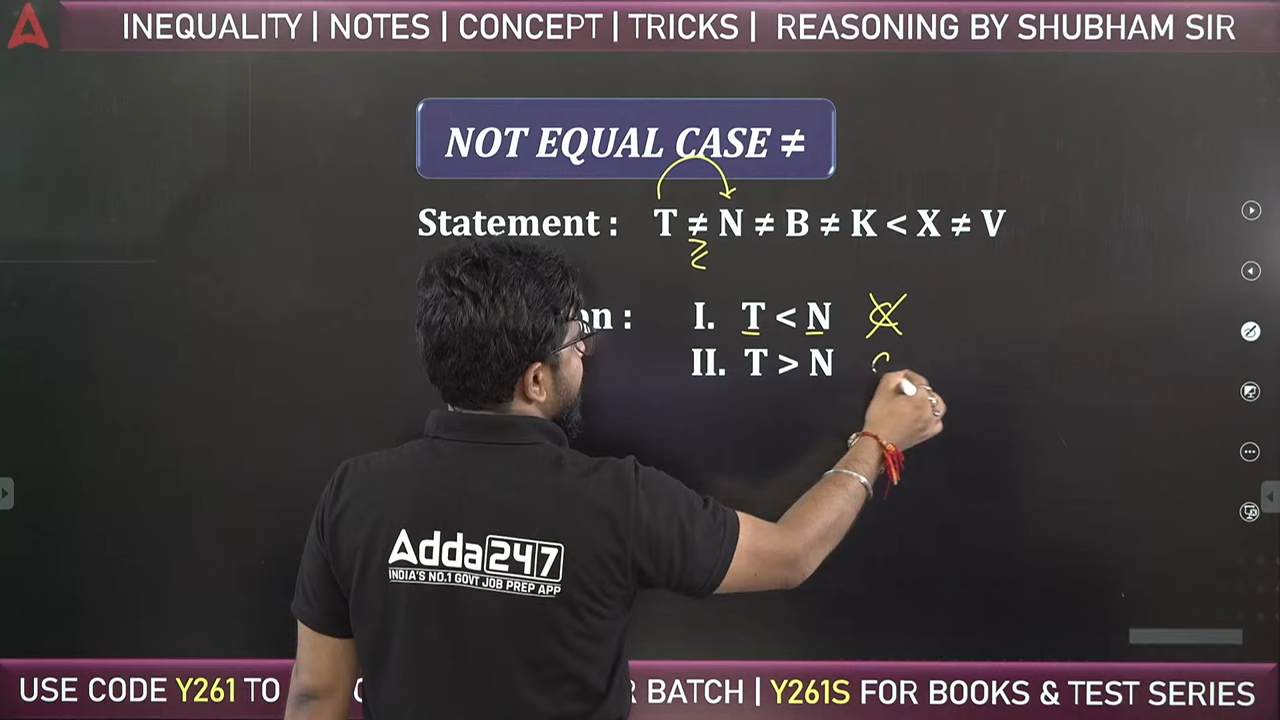 INEQUALITY | NOTES | CONCEPT | TRICKS | REASONING BY SHUBHAM SIR
NOT EQUAL CASE ≠
Statement : T ≠ N ≠ B ≠ K < X ≠ V
n : I. T < N
II. T > N
Adda247
INDIA'S NO.1 GOVT JOB PREP APP
USE CODE Y261 TO R BATCH | Y261S FOR BOOKS & TEST SERIES